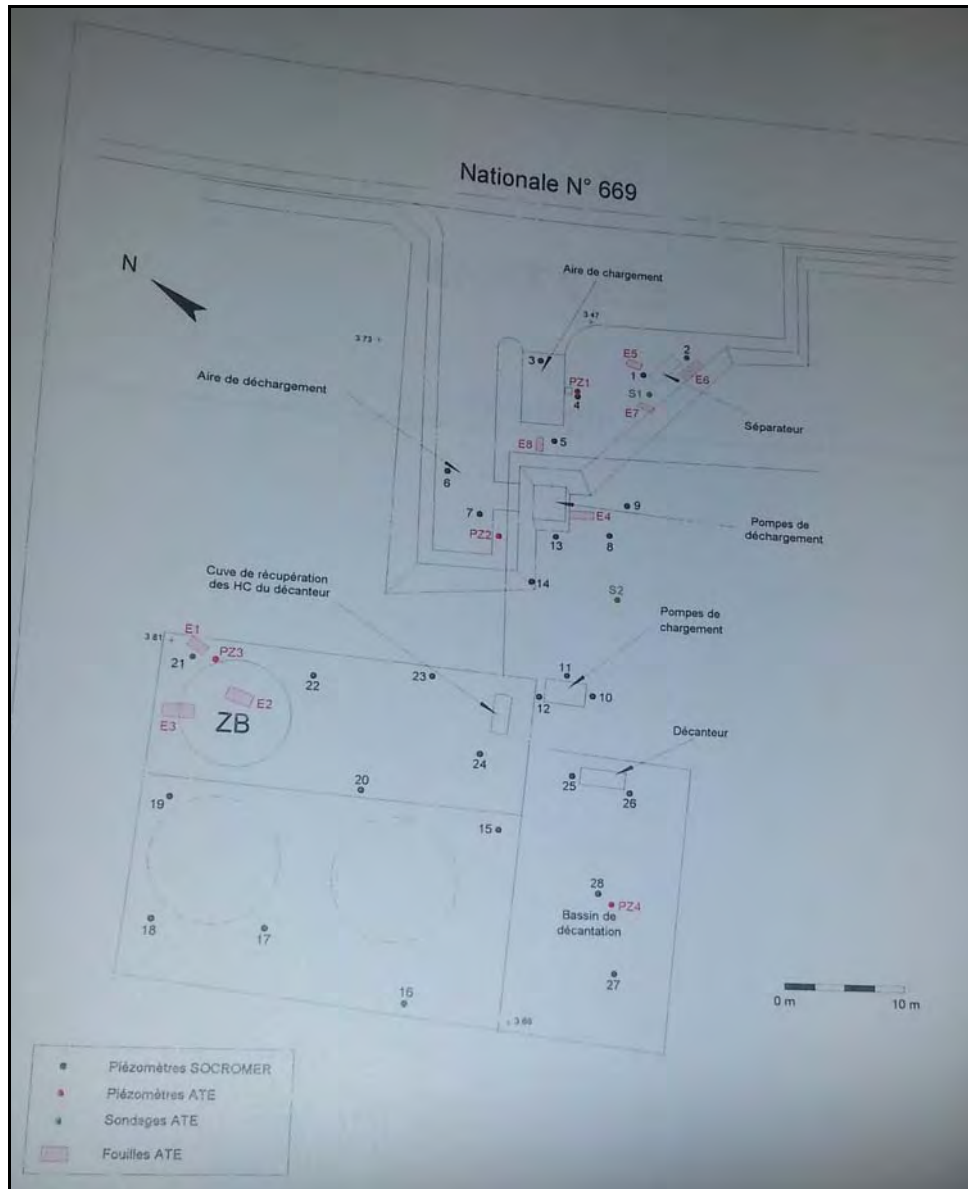 Nationale N° 669
N
Aire de chargement
3.47
3.73
Aire de déchargement
3
E5
2
1
PZ1
4
S1
E6
E7
Séparateur
E8
5
6
7
9
E4
PZ2
13
8
Pompes de
déchargement
Cuve de récupération
des HC du décanteur
14
S2
Pompes de
chargement
E1
3.61
21
PZ3
22
23
11
12
10
E2
E3
ZB
Décanteur
24
25
26
20
19
15
28
PZ4
Bassin de
décantation
18
17
27
16
0 m
10 m
Piézomètres SOCROMER
Piézomètres ATE
Sondages ATE
Fouilles ATE